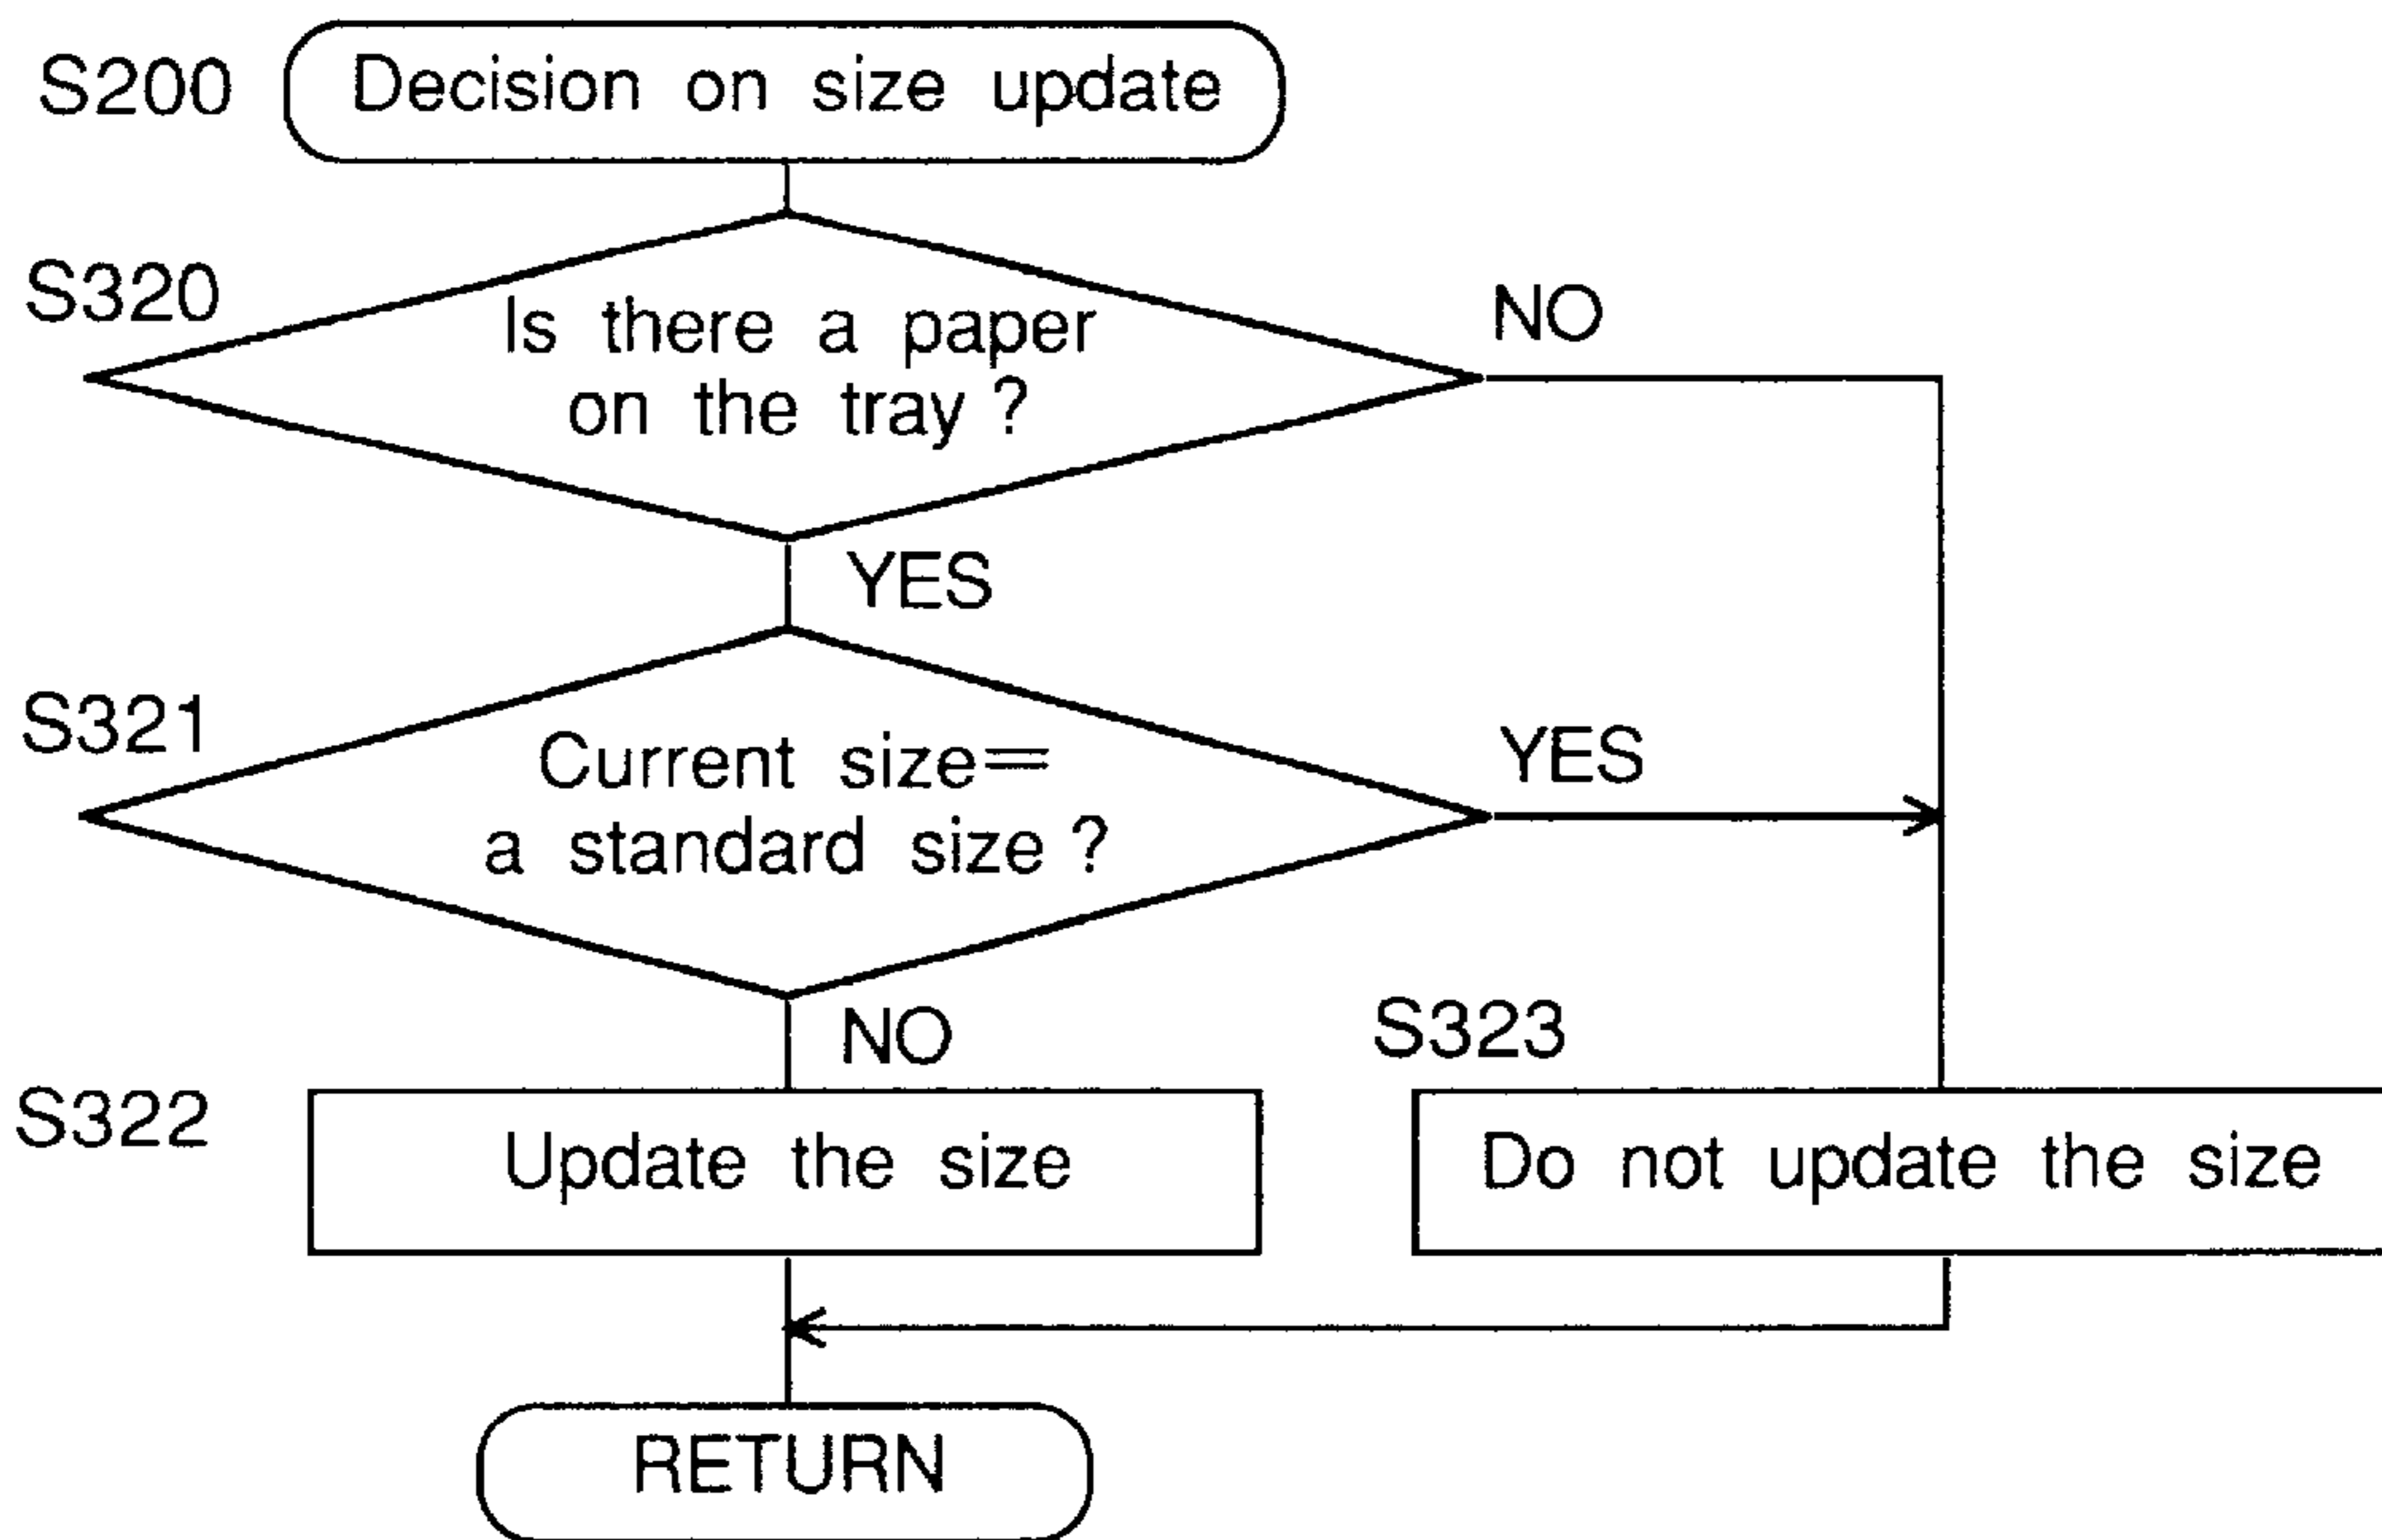 S200
Decision on size update
S320
Is there a paper
on the tray ?
NO
YES
S321
Current size=
a standard size ?
YES
NO
S323
S322
Update the size
Do not update the size
RETURN